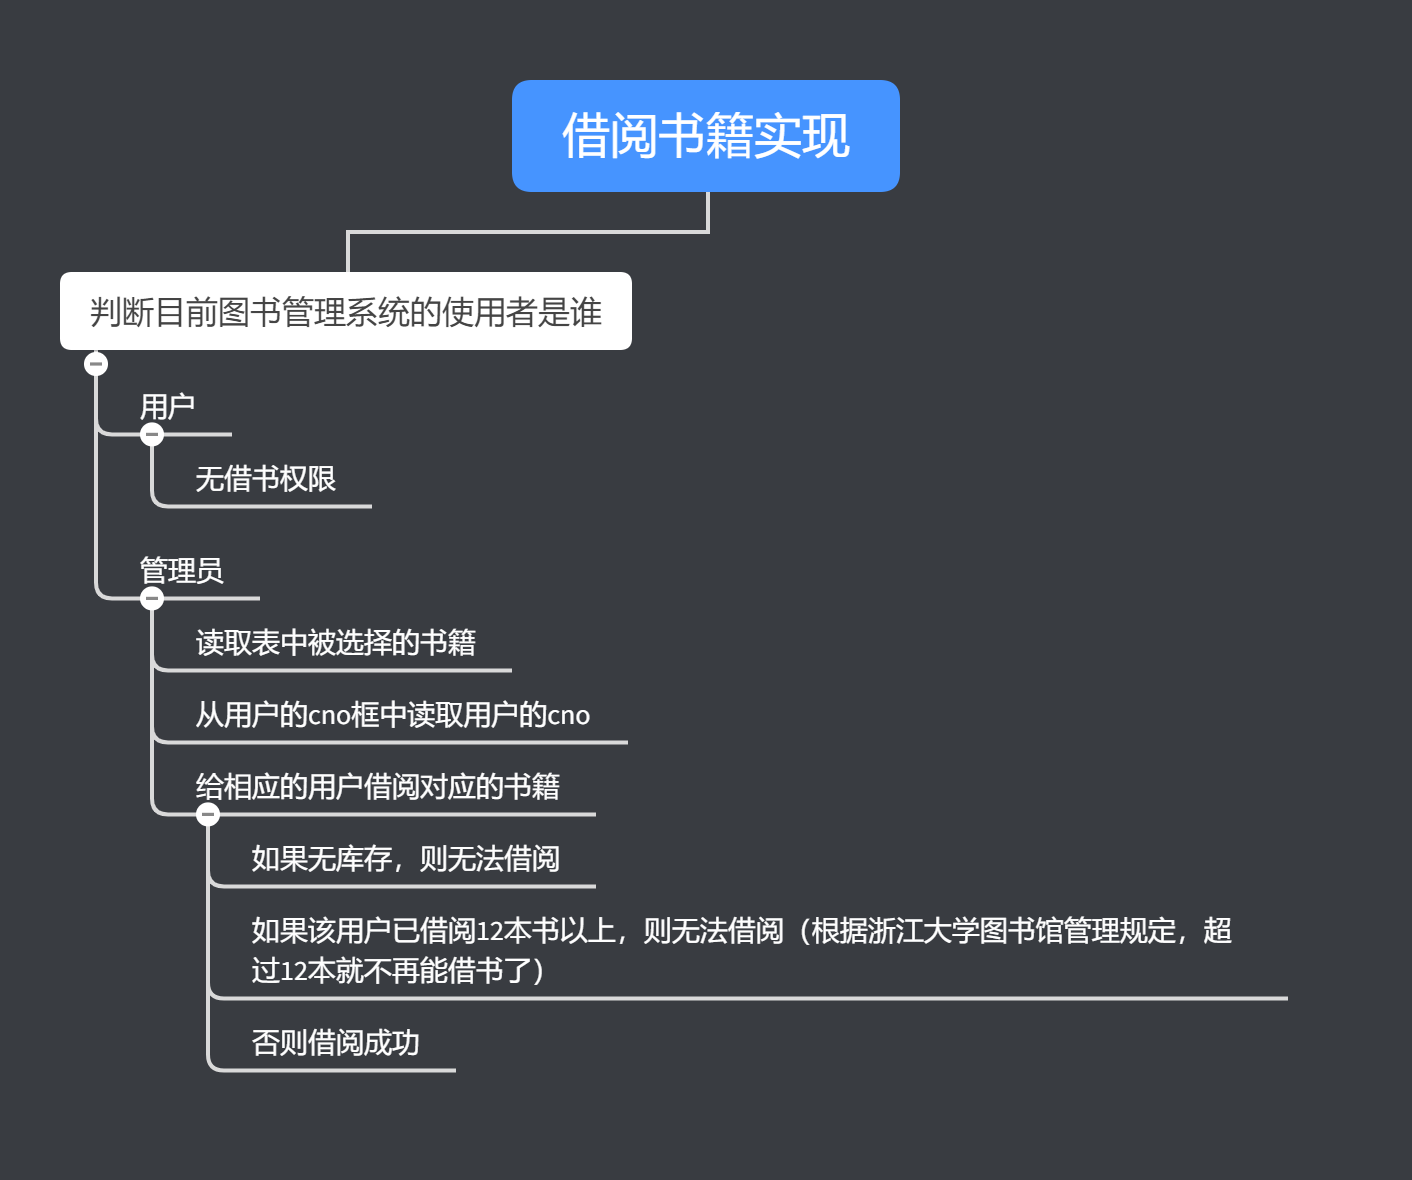 借阅书籍实现
判断目前图书管理系统的使用者是谁
用户
无借书权限
管理员
读取表中被选择的书籍
从用户的cno框中读取用户的cno
给相应的用户借阅对应的书籍
如果无库存，则无法借阅
如果该用户已借阅12本书以上，则无法借阅（根据浙江大学图书馆管理规定，超
过12本就不再能借书了）
否则借阅成功